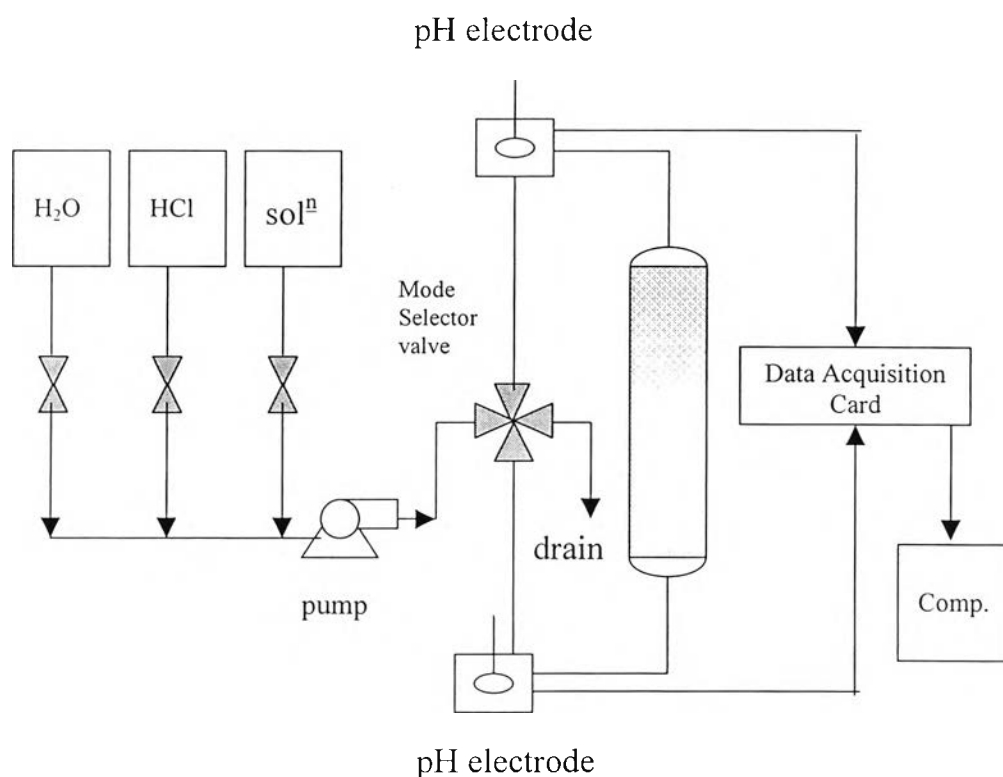 pH electrode
H₂O
HCl
solⁿ
Mode
Selector
valve
Data Acquisition
Card
drain
pump
Comp.
pH electrode